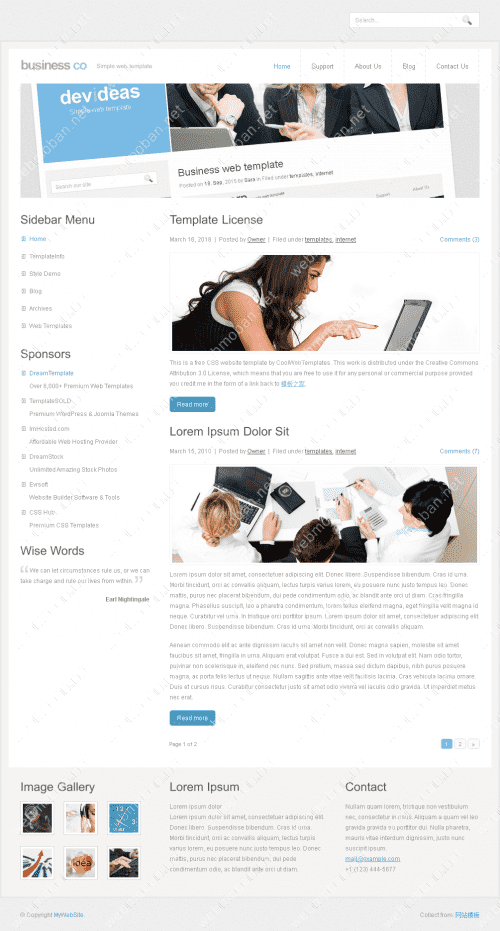 Search...
business co
Simple web template
Home
Support
About Us
Blog
Contact Us
devideas
Simple web template
Search our site
Business web template
Posted on 19. Sep, 2015 by Sara in Filed under templates, internet
Support
About Us
Sidebar Menu
Home
TemplateInfo
Style Demo
Blog
Archives
Web Templates
Sponsors
DreamTemplate
Over 6,000+ Premium Web Templates
TemplateSOLD
Premium WordPress & Joomla Themes
ImHosted.com
Affordable Web Hosting Provider
DreamStock
Unlimited Amazing Stock Photos
Evrsoft
Website Builder Software & Tools
CSS Hub
Premium CSS Templates
Wise Words
We can let circumstances rule us, or we can
take charge and rule our lives from within.
Earl Nightingale
Template License
March 16, 2018 | Posted by Owner | Filed under templates, internet
Comments (3)
This is a free CSS website template by CoolWebTemplates. This work is distributed under the Creative Commons
Attribution 3.0 License, which means that you are free to use it for any personal or commercial purpose provided
you credit me in the form of a link back to 模板之家.
Read more
Lorem Ipsum Dolor Sit
March 15, 2010 | Posted by Owner | Filed under templates, internet
Comments (7)
Lorem ipsum dolor sit amet, consectetuer adipiscing elit. Donec libero. Suspendisse bibendum. Cras id urna.
Morbi tincidunt, orci ac convallis aliquam, lectus turpis varius lorem, eu posuere nunc justo tempus leo. Donec
mattis, purus nec placerat bibendum, dui pede condimentum odio, ac blandit ante orci ut diam. Cras fringilla
magna. Phasellus suscipit, leo a pharetra condimentum, lorem tellus eleifend magna, eget fringilla velit magna id
neque. Curabitur vel urna. In tristique orci porttitor ipsum. Lorem ipsum dolor sit amet, consectetuer adipiscing elit.
Donec libero. Suspendisse bibendum. Cras id urna. Morbi tincidunt, orci ac convallis aliquam.
Aenean commodo elit ac ante dignissim iaculis sit amet non velit. Donec magna sapien, molestie sit amet
faucibus sit amet, fringilla in urna. Aliquam erat volutpat. Fusce a dui est. Sed in volutpat elit. Nam odio tortor,
pulvinar non scelerisque in, eleifend nec nunc. Sed pretium, massa sed dictum dapibus, nibh purus posuere
magna, ac porta felis lectus ut neque. Nullam sagittis ante vitae velit facilisis lacinia. Cras vehicula lacinia ornare.
Duis et cursus risus. Curabitur consectetur justo sit amet odio viverra vel iaculis odio gravida. Ut imperdiet metus
nec erat.
Read more
Page 1 of 2
1
2
»
Image Gallery
Lorem Ipsum
Lorem ipsum dolor
Lorem ipsum dolor sit amet, consectetuer
adipiscing elit. Donec libero. Suspendisse
bibendum. Cras id urna. Morbi tincidunt,
orci ac convallis aliquam, lectus turpis
varius lorem, eu posuere nunc justo
tempus leo. Donec
mattis, purus nec placerat bibendum, dui pede
condimentum odio, ac blandit ante orci ut diam.
Contact
Nullam quam lorem, tristique non vestibulum
nec, consectetur in risus. Aliquam a quam vel leo
gravida gravida eu porttitor dui. Nulla pharetra,
mauris vitae interdum dignissim, justo nunc
suscipit ipsum.
mail@example.com
+1 (123) 444-5677
© Copyright MyWebSite
Collect from 网站模板